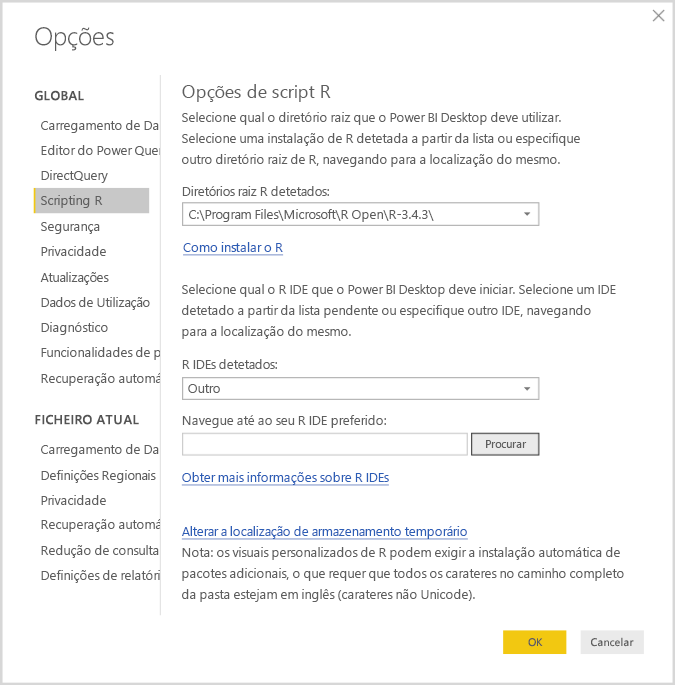 Opções
GLOBAL
Carregamento de Da
Editor do Power Quer
DirectQuery
Scripting R
Segurança
Privacidade
Atualizações
Dados de Utilização
Diagnóstico
Funcionalidades de p
Recuperação automá
FICHEIRO ATUAL
Carregamento de Da
Definições Regionais
Privacidade
Recuperação automá
Redução de consulta
Definições de relatóri
Opções de script R
Selecione qual o diretório raiz que o Power BI Desktop deve utilizar.
Selecione uma instalação de R detetada a partir da lista ou especifique
outro diretório raiz de R, navegando para a localização do mesmo.
Diretórios raiz R detetados:
C:\Program Files\Microsoft\R Open\R-3.4.3\
Como instalar o R
Selecione qual o R IDE que o Power BI Desktop deve iniciar. Selecione um IDE
detetado a partir da lista pendente ou especifique outro IDE, navegando
para a localização do mesmo.
R IDEs detetados:
Outro
Navegue até ao seu R IDE preferido:
Procurar
Obter mais informações sobre R IDEs
Alterar a localização de armazenamento temporário
Nota: os visuais personalizados de R podem exigir a instalação automática de
pacotes adicionais, o que requer que todos os carateres no caminho completo
da pasta estejam em inglês (carateres não Unicode).
OK
Cancelar